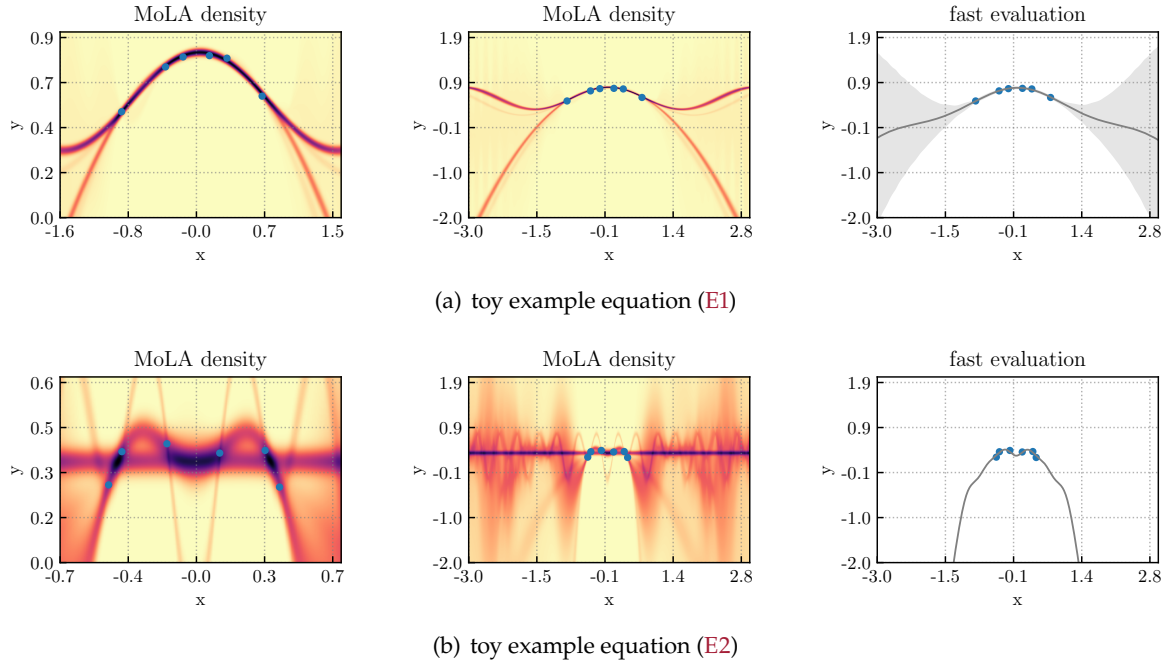 MoLA density MoLA density fast evaluation
0.9 1.9 1.9
0.7 0.9 0.9
y 0.4 y -0.1 y -0.1
0.2 -1.0 -1.0
0.0 -2.0 -2.0
-1.6 -0.8 -0.0 0.7 1.5 -3.0 -1.5 -0.1 1.4 2.8 -3.0 -1.5 -0.1 1.4 2.8
x x x
(a) toy example equation (E1)
MoLA density MoLA density fast evaluation
0.6 1.9 1.9
0.5 0.9 0.9
y 0.3 y -0.1 y -0.1
0.2 -1.0 -1.0
0.0 -2.0 -2.0
-0.7 -0.4 -0.0 0.3 0.7 -3.0 -1.5 -0.1 1.4 2.8 -3.0 -1.5 -0.1 1.4 2.8
x x x
(b) toy example equation (E2)